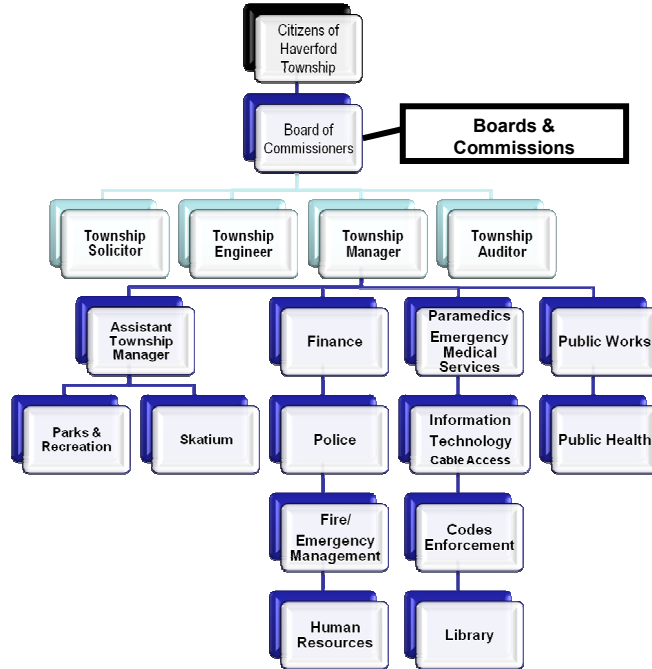 Citizens of
Haverford
Township
Board of
Commissioners
Boards &
Commissions
Township
Solicitor
Township
Engineer
Township
Manager
Township
Auditor
Assistant
Township
Manager
Finance
Paramedics
Emergency
Medical
Services
Public Works
Parks &
Recreation
Skatium
Police
Information
Technology
Cable Access
Public Health
Fire/
Emergency
Management
Codes
Enforcement
Human
Resources
Library